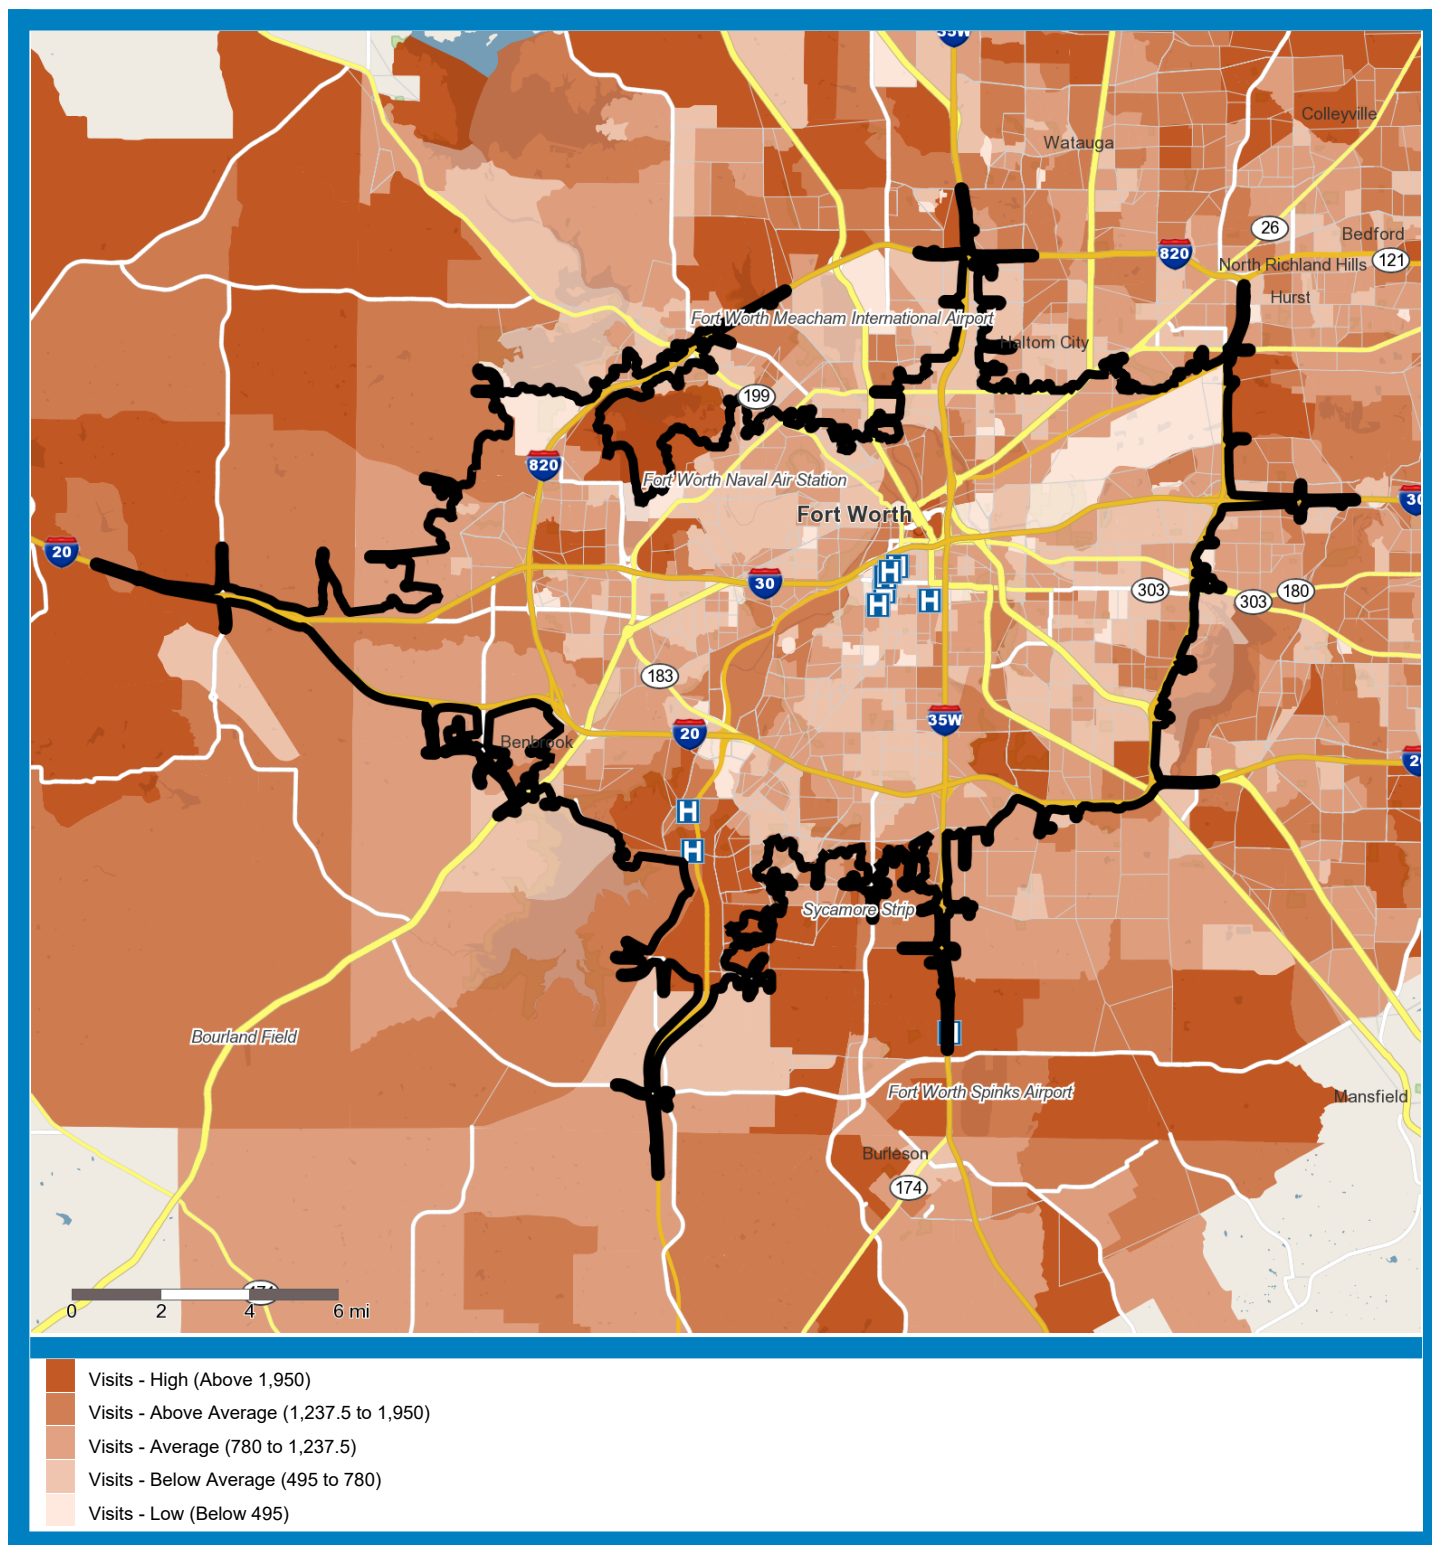 35W
Colleyville
Watauga
26
Bedford
820
121
North Richland Hills
Hurst
Fort Worth Meacham International Airport
Haltom City
199
820
Fort Worth Naval Air Station
30
Fort Worth
20
H
30
303
180
303
H
H
183
35W
20
Benbrook
20
H
H
Sycamore Strip
Bourland Field
Fort Worth Spinks Airport
Mansfield
Burleson
174
0 2 4 6 mi
Visits - High (Above 1,950)
Visits - Above Average (1,237.5 to 1,950)
Visits - Average (780 to 1,237.5)
Visits - Below Average (495 to 780)
Visits - Low (Below 495)